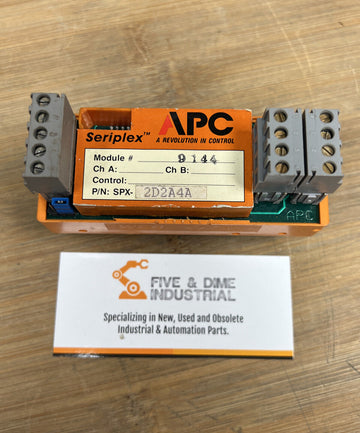 Seriplex™ APC
A REVOLUTION IN CONTROL
Module # 9144
Ch A: Ch B:
Control:
P/N: SPX- 2D2A4A
APC
FIVE & DIME
INDUSTRIAL
Specializing in New, Used and Obsolete
Industrial & Automation Parts.